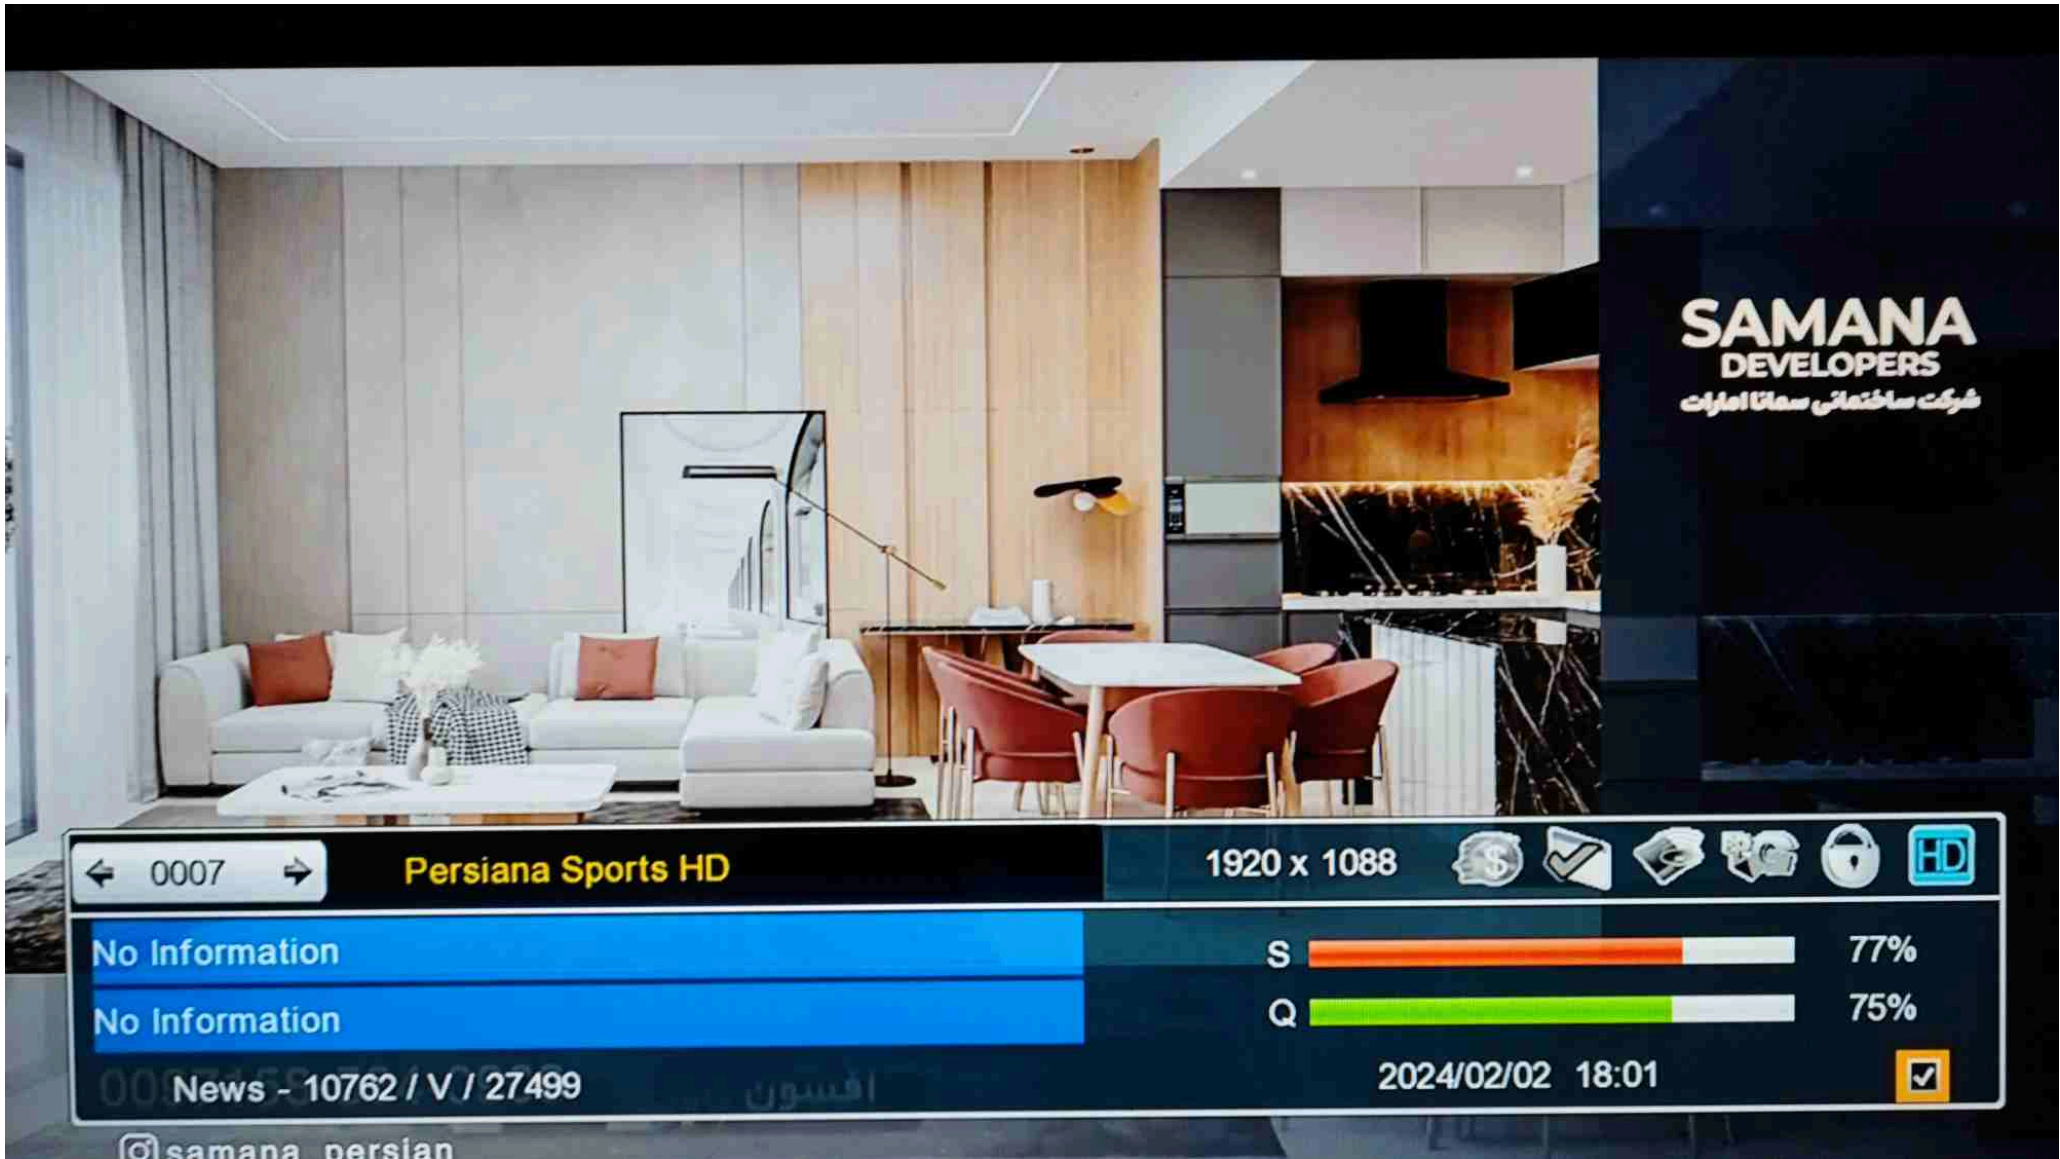 SAMANA
DEVELOPERS
شرکت ساختمانی سمانا امارات
0007 Persiana Sports HD 1920 x 1088 HD
No Information
S 77%
No Information
Q 75%
افسون
News - 10762 / V / 27499 2024/02/02 18:01
samana_persian